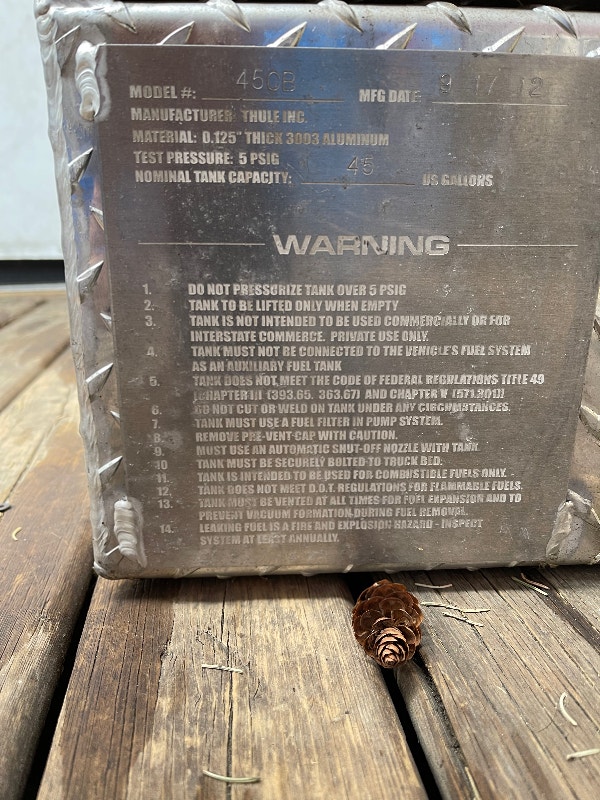 MODEL #: 45CB MFG DATE 9 17 12
MANUFACTURER: THULE INC.
MATERIAL: 0.125" THICK 3003 ALUMINUM
TEST PRESSURE: 5 PSIG
NOMINAL TANK CAPACITY: 45 US GALLONS
WARNING
1. DO NOT PRESSURIZE TANK OVER 5 PSIG
2. TANK TO BE LIFTED ONLY WHEN EMPTY
3. TANK IS NOT INTENDED TO BE USED COMMERCIALLY OR FOR
INTERSTATE COMMERCE. PRIVATE USE ONLY.
4. TANK MUST NOT BE CONNECTED TO THE VEHICLE'S FUEL SYSTEM
AS AN AUXILIARY FUEL TANK
5. TANK DOES NOT MEET THE CODE OF FEDERAL REGULATIONS TITLE 49
[CHAPTER III (393.65, 363.67) AND CHAPTER V (571.301)]
6. DO NOT CUT OR WELD ON TANK UNDER ANY CIRCUMSTANCES.
7. TANK MUST USE A FUEL FILTER IN PUMP SYSTEM.
8. REMOVE PRE-VENT CAP WITH CAUTION.
9. MUST USE AN AUTOMATIC SHUT-OFF NOZZLE WITH TANK
10 TANK MUST BE SECURELY BOLTED TO TRUCK BED.
11. TANK IS INTENDED TO BE USED FOR COMBUSTIBLE FUELS ONLY.
12 TANK DOES NOT MEET D.O.T. REGULATIONS FOR FLAMMABLE FUELS.
13. TANK MUST BE VENTED AT ALL TIMES FOR FUEL EXPANSION AND TO
PREVENT VACUUM FORMATION DURING FUEL REMOVAL.
14. LEAKING FUEL IS A FIRE AND EXPLOSION HAZARD - INSPECT
SYSTEM AT LEAST ANNUALLY.